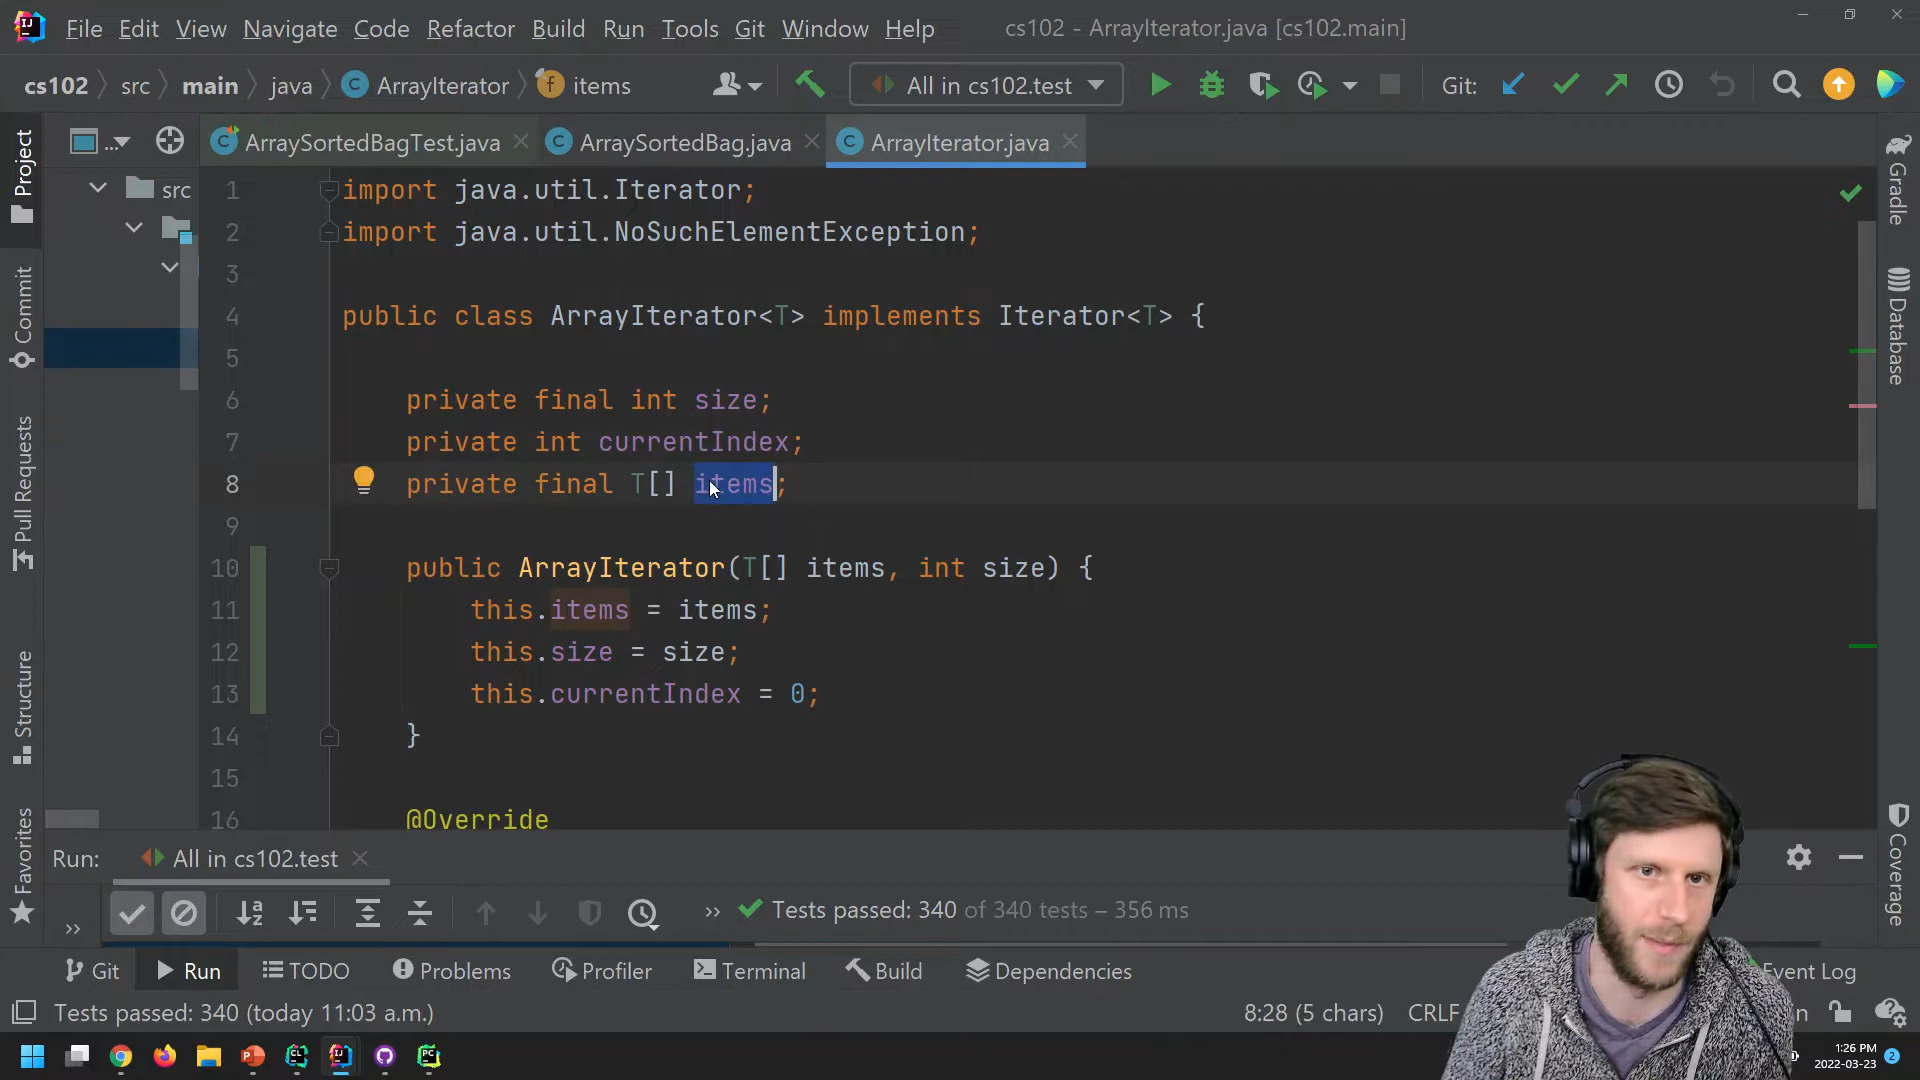 File Edit View Navigate Code Refactor Build Run Tools Git Window Help cs102 - ArrayIterator.java [cs102.main]
cs102 src main java ArrayIterator items All in cs102.test Git:
ArraySortedBagTest.java ArraySortedBag.java ArrayIterator.java
Project
Commit
Pull Requests
Structure
Favorites
src
1 import java.util.Iterator;
2 import java.util.NoSuchElementException;
3
4 public class ArrayIterator<T> implements Iterator<T> {
5
6 private final int size;
7 private int currentIndex;
8 private final T[] items;
9
10 public ArrayIterator(T[] items, int size) {
11 this.items = items;
12 this.size = size;
13 this.currentIndex = 0;
14 }
15
16 @Override
Gradle
Database
Coverage
Run: All in cs102.test
Tests passed: 340 of 340 tests – 356 ms
Git Run TODO Problems Profiler Terminal Build Dependencies Event Log
Tests passed: 340 (today 11:03 a.m.) 8:28 (5 chars) CRLF
1:26 PM
2022-03-23 2